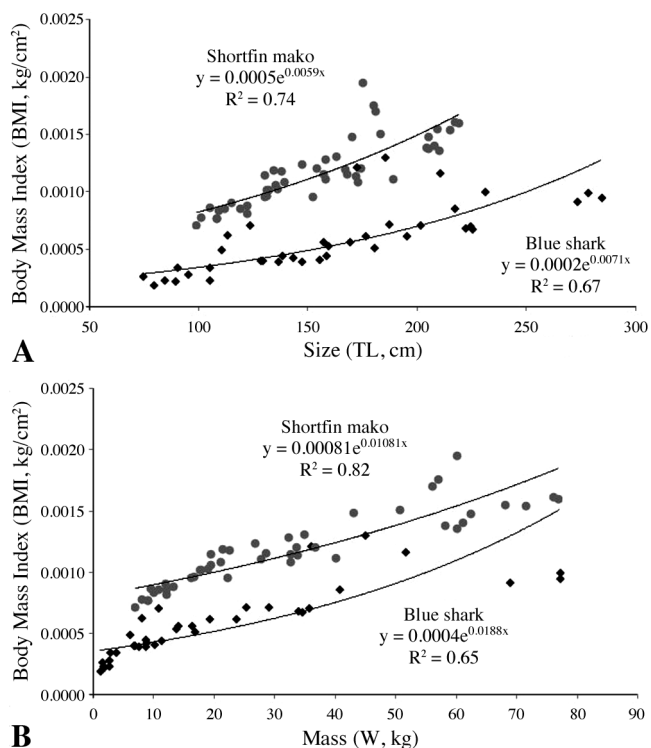 0.0025
0.0020
0.0015
0.0010
0.0005
0.0000
Body Mass Index (BMI, kg/cm²)
Shortfin mako
y = 0.0005e^0.0059x
R² = 0.74
Blue shark
y = 0.0002e^0.0071x
R² = 0.67
50 100 150 200 250 300
Size (TL, cm)
A
0.0025
0.0020
0.0015
0.0010
0.0005
0.0000
Body Mass Index (BMI, kg/cm²)
Shortfin mako
y = 0.00081e^0.01081x
R² = 0.82
Blue shark
y = 0.0004e^0.0188x
R² = 0.65
0 10 20 30 40 50 60 70 80 90
Mass (W, kg)
B